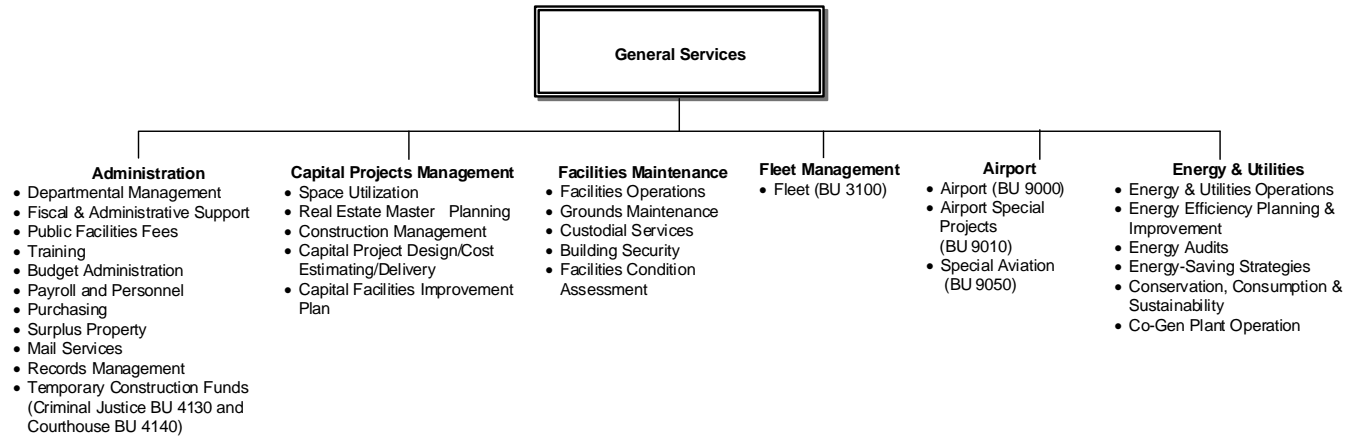 General Services
Administration
• Departmental Management
• Fiscal & Administrative Support
• Public Facilities Fees
• Training
• Budget Administration
• Payroll and Personnel
• Purchasing
• Surplus Property
• Mail Services
• Records Management
• Temporary Construction Funds
(Criminal Justice BU 4130 and
Courthouse BU 4140)
Capital Projects Management
• Space Utilization
• Real Estate Master Planning
• Construction Management
• Capital Project Design/Cost
Estimating/Delivery
• Capital Facilities Improvement
Plan
Facilities Maintenance
• Facilities Operations
• Grounds Maintenance
• Custodial Services
• Building Security
• Facilities Condition
Assessment
Fleet Management
• Fleet (BU 3100)
Airport
• Airport (BU 9000)
• Airport Special
Projects
(BU 9010)
• Special Aviation
(BU 9050)
Energy & Utilities
• Energy & Utilities Operations
• Energy Efficiency Planning &
Improvement
• Energy Audits
• Energy-Saving Strategies
• Conservation, Consumption &
Sustainability
• Co-Gen Plant Operation